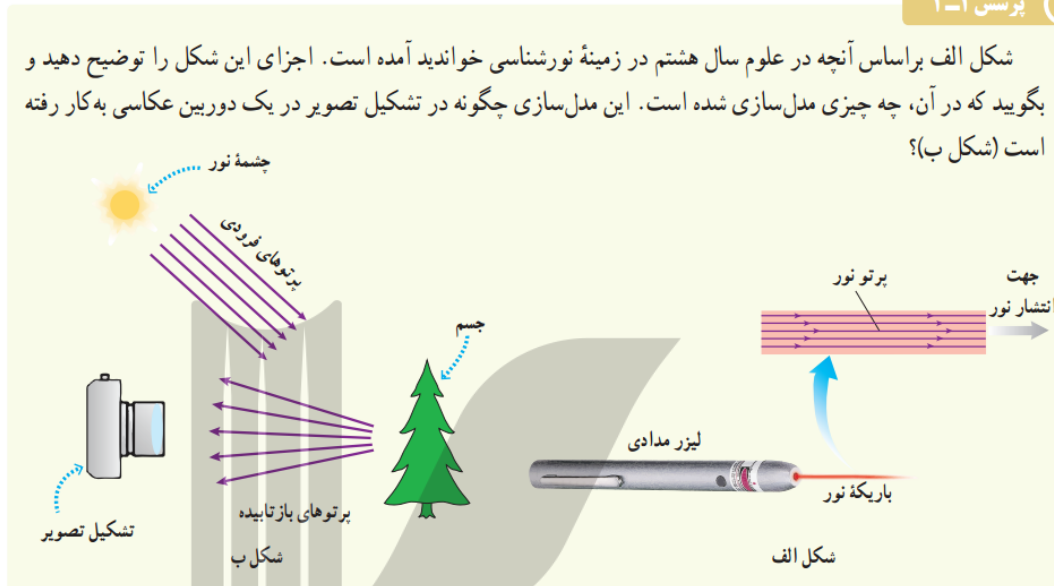 پرسش ۱ــ۱
شکل الف براساس آنچه در علوم سال هشتم در زمینهٔ نورشناسی خواندید آمده است. اجزای این شکل را توضیح دهید و
بگویید که در آن، چه چیزی مدل‌سازی شده است. این مدل‌سازی چگونه در تشکیل تصویر در یک دوربین عکاسی به‌کار رفته
است (شکل ب)؟
چشمهٔ نور
پرتوهای فرودی
جسم
پرتوهای بازتابیده
تشکیل تصویر
شکل ب
جهت
انتشار نور
پرتو نور
لیزر مدادی
باریکهٔ نور
شکل الف